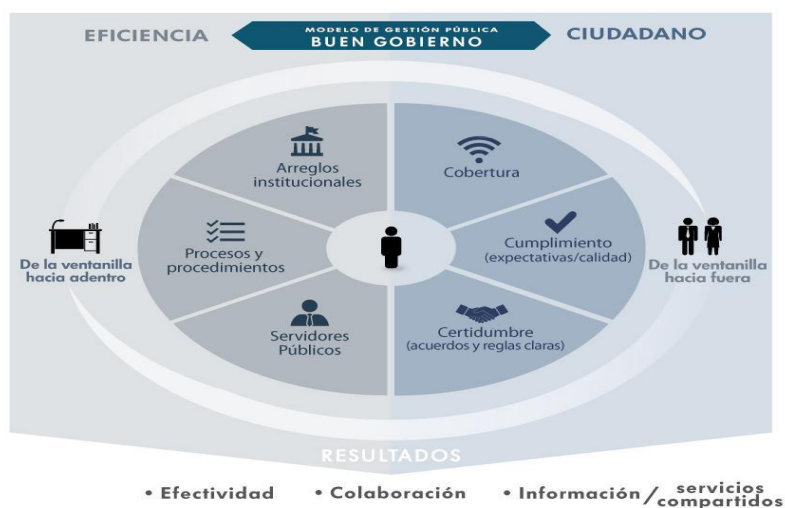 EFICIENCIA
MODELO DE GESTIÓN PÚBLICA
BUEN GOBIERNO
CIUDADANO
Arreglos
institucionales
Cobertura
Procesos y
procedimientos
Cumplimiento
(expectativas/calidad)
De la ventanilla
hacia adentro
De la ventanilla
hacia fuera
Servidores
Públicos
Certidumbre
(acuerdos y reglas claras)
RESULTADOS
• Efectividad
• Colaboración
• Información / servicios
compartidos